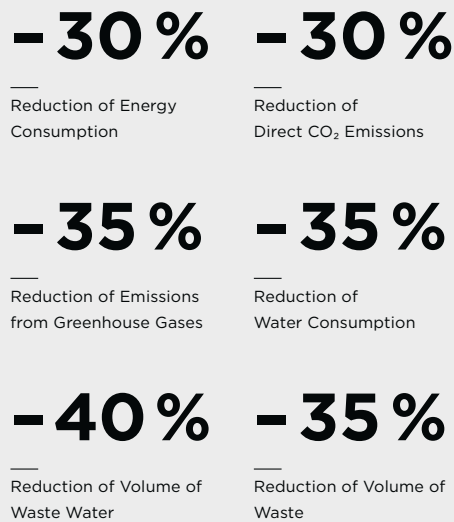 – 30 %
Reduction of Energy
Consumption
– 30 %
Reduction of
Direct CO₂ Emissions
– 35 %
Reduction of Emissions
from Greenhouse Gases
– 35 %
Reduction of
Water Consumption
– 40 %
Reduction of Volume of
Waste Water
– 35 %
Reduction of Volume of
Waste